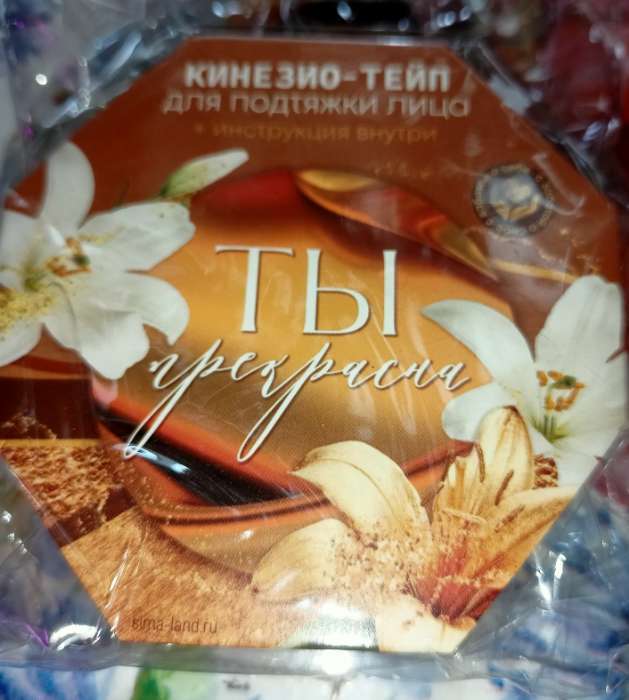 КИНЕЗИО-ТЕЙП
ДЛЯ ПОДТЯЖКИ ЛИЦА
+ ИНСТРУКЦИЯ ВНУТРИ
ТЫ
прекрасна
sima-land.ru